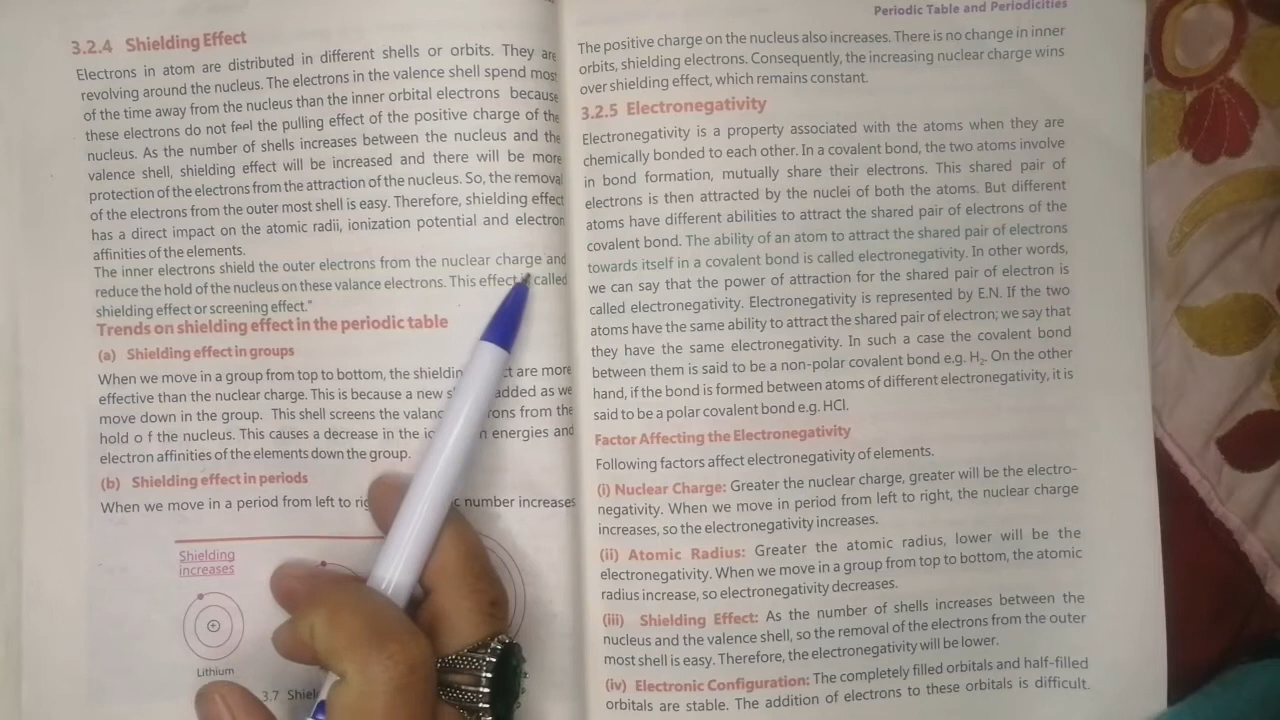 3.2.4 Shielding Effect
Electrons in atom are distributed in different shells or orbits. They are
revolving around the nucleus. The electrons in the valence shell spend most
of the time away from the nucleus than the inner orbital electrons because
these electrons do not feel the pulling effect of the positive charge of the
nucleus. As the number of shells increases between the nucleus and the
valence shell, shielding effect will be increased and there will be more
protection of the electrons from the attraction of the nucleus. So, the removal
of the electrons from the outer most shell is easy. Therefore, shielding effect
has a direct impact on the atomic radii, ionization potential and electron
affinities of the elements.
The inner electrons shield the outer electrons from the nuclear charge and
reduce the hold of the nucleus on these valance electrons. This effect is called
shielding effect or screening effect."
Trends on shielding effect in the periodic table
(a) Shielding effect in groups
When we move in a group from top to bottom, the are more
effective than the nuclear charge. This is because a new added as we
move down in the group. This shell screens the from the
hold o f the nucleus. This causes a decrease in the energies and
electron affinities of the elements down the group.
(b) Shielding effect in periods
When we move in a period from left to number increases
Shielding
increases
Lithium
3.7
Periodic Table and Periodicities
The positive charge on the nucleus also increases. There is no change in inner
orbits, shielding electrons. Consequently, the increasing nuclear charge wins
over shielding effect, which remains constant.
3.2.5 Electronegativity
Electronegativity is a property associated with the atoms when they are
chemically bonded to each other. In a covalent bond, the two atoms involve
in bond formation, mutually share their electrons. This shared pair of
electrons is then attracted by the nuclei of both the atoms. But different
atoms have different abilities to attract the shared pair of electrons of the
covalent bond. The ability of an atom to attract the shared pair of electrons
towards itself in a covalent bond is called electronegativity. In other words,
we can say that the power of attraction for the shared pair of electron is
called electronegativity. Electronegativity is represented by E.N. If the two
atoms have the same ability to attract the shared pair of electron; we say that
they have the same electronegativity. In such a case the covalent bond
between them is said to be a non-polar covalent bond e.g. H₂. On the other
hand, if the bond is formed between atoms of different electronegativity, it is
said to be a polar covalent bond e.g. HCl.
Factor Affecting the Electronegativity
Following factors affect electronegativity of elements.
(i) Nuclear Charge: Greater the nuclear charge, greater will be the electro-
negativity. When we move in period from left to right, the nuclear charge
increases, so the electronegativity increases.
(ii) Atomic Radius: Greater the atomic radius, lower will be the
electronegativity. When we move in a group from top to bottom, the atomic
radius increase, so electronegativity decreases.
(iii) Shielding Effect: As the number of shells increases between the
nucleus and the valence shell, so the removal of the electrons from the outer
most shell is easy. Therefore, the electronegativity will be lower.
(iv) Electronic Configuration: The completely filled orbitals and half-filled
orbitals are stable. The addition of electrons to these orbitals is difficult.